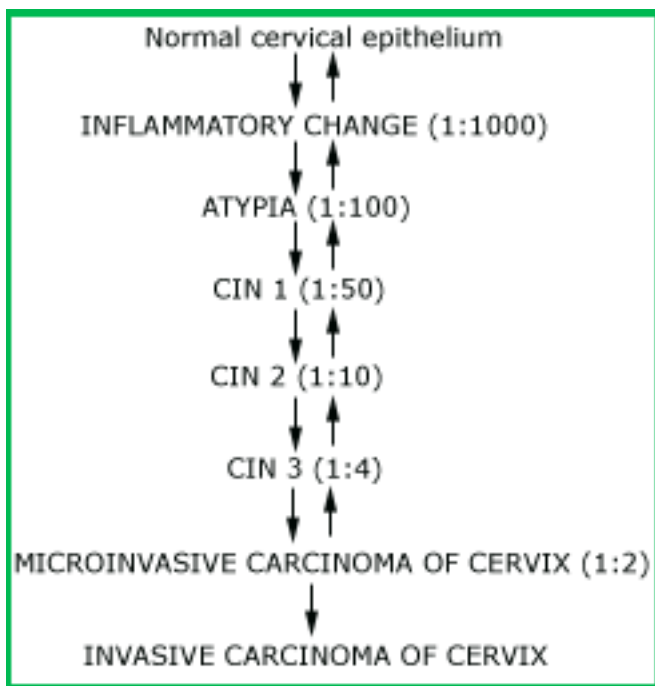 Normal cervical epithelium
INFLAMMATORY CHANGE (1:1000)
ATYPIA (1:100)
CIN 1 (1:50)
CIN 2 (1:10)
CIN 3 (1:4)
MICROINVASIVE CARCINOMA OF CERVIX (1:2)
INVASIVE CARCINOMA OF CERVIX